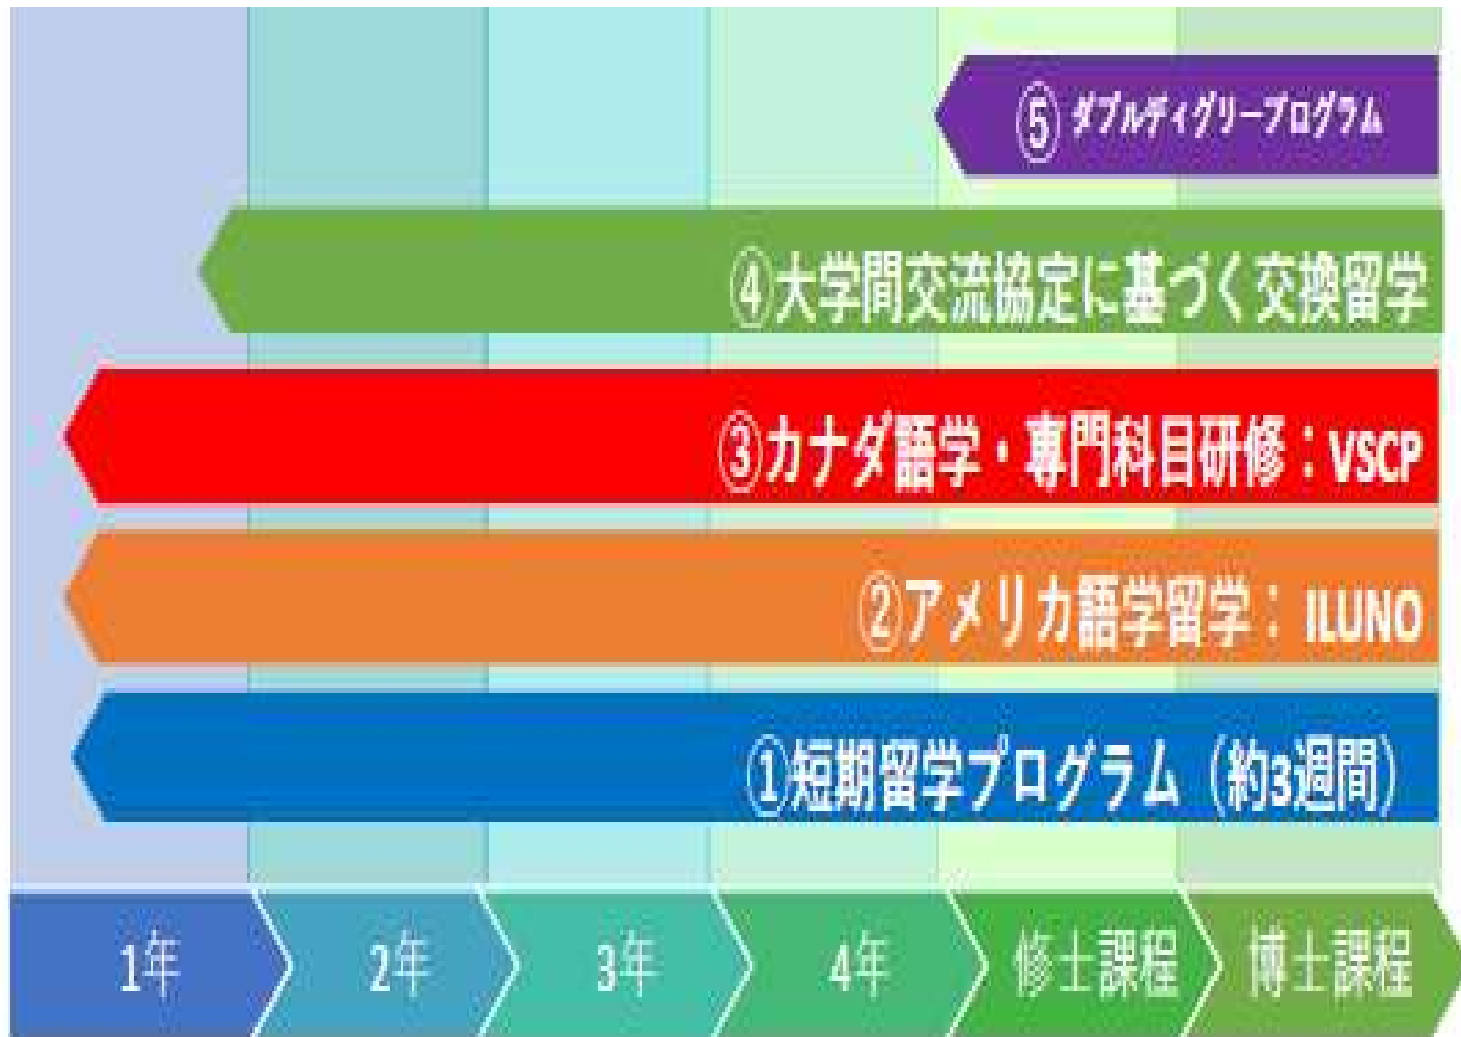 ⑤ ダブルディグリープログラム
④大学間交流協定に基づく交換留学
③カナダ語学・専門科目研修：VSCP
②アメリカ語学留学：ILUNO
①短期留学プログラム（約3週間）
1年
2年
3年
4年
修士課程
博士課程